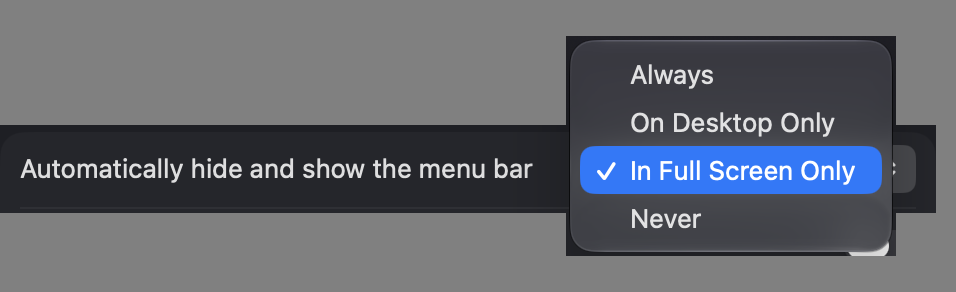 Always
On Desktop Only
Automatically hide and show the menu bar
✓ In Full Screen Only
Never